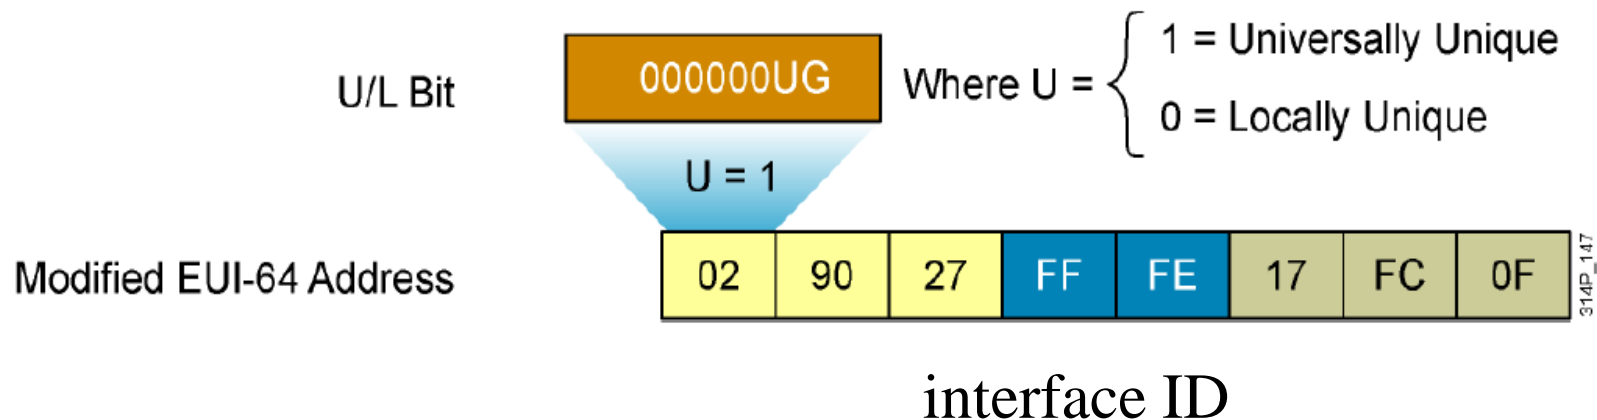 1 = Universally Unique
U/L Bit 000000UG Where U =
0 = Locally Unique
U = 1
Modified EUI-64 Address 02 90 27 FF FE 17 FC 0F
314P_147
interface ID